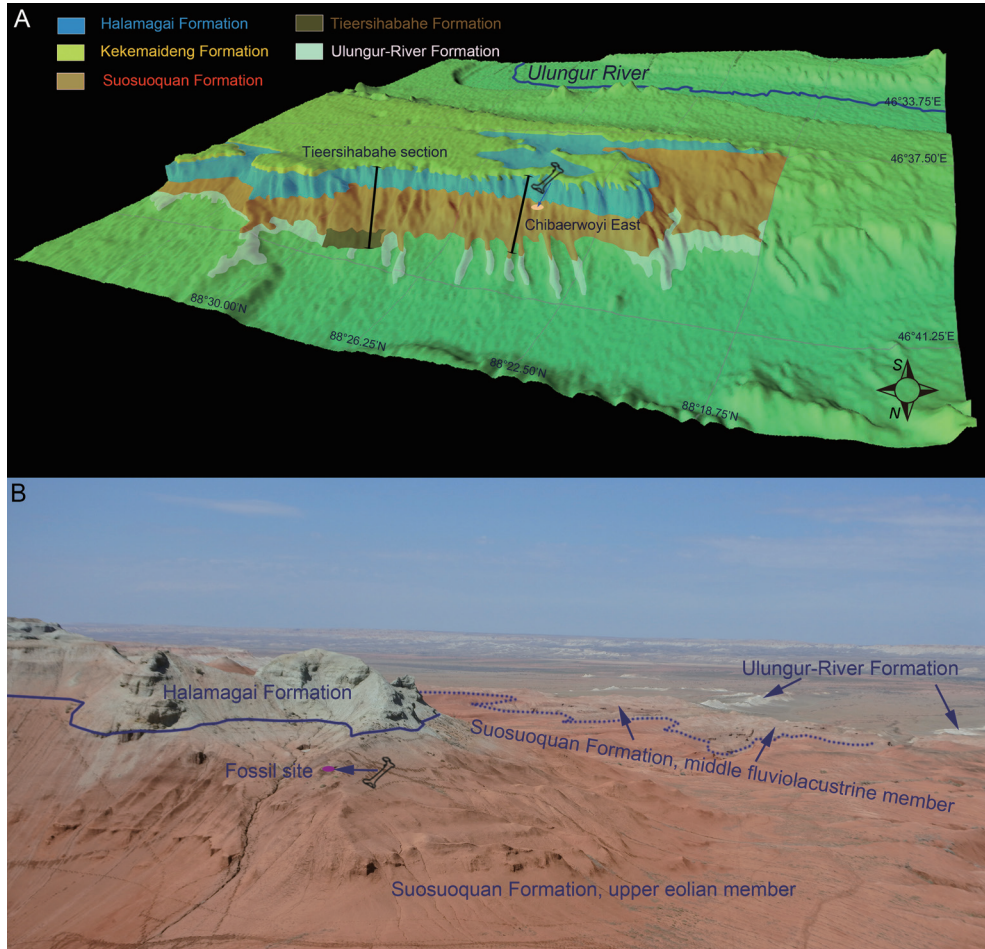 A
Halamagai Formation
Tieersihabahe Formation
Kekemaideng Formation
Ulungur-River Formation
Suosuoquan Formation
Ulungur River
46°33.75'E
46°37.50'E
Tieersihabahe section
Chibaerwoyi East
88°30.00'N
88°26.25'N
88°22.50'N
88°18.75'N
46°41.25'E
S
N
B
Ulungur-River Formation
Halamagai Formation
Suosuoquan Formation, middle fluviolacustrine member
Fossil site
Suosuoquan Formation, upper eolian member